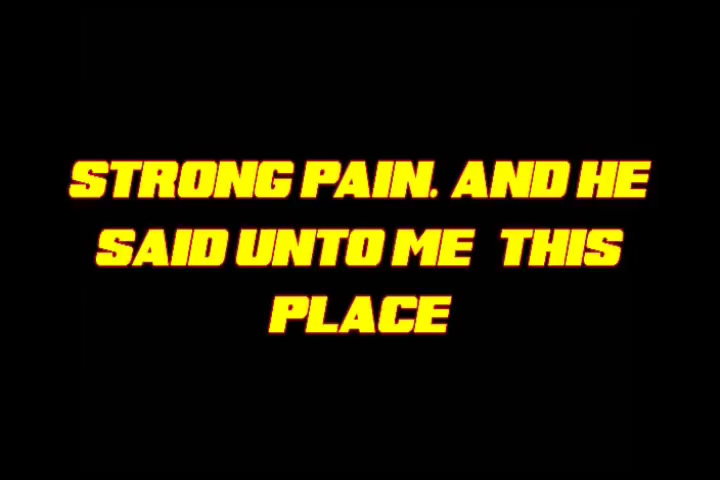 STRONG PAIN. AND HE
SAID UNTO ME THIS
PLACE